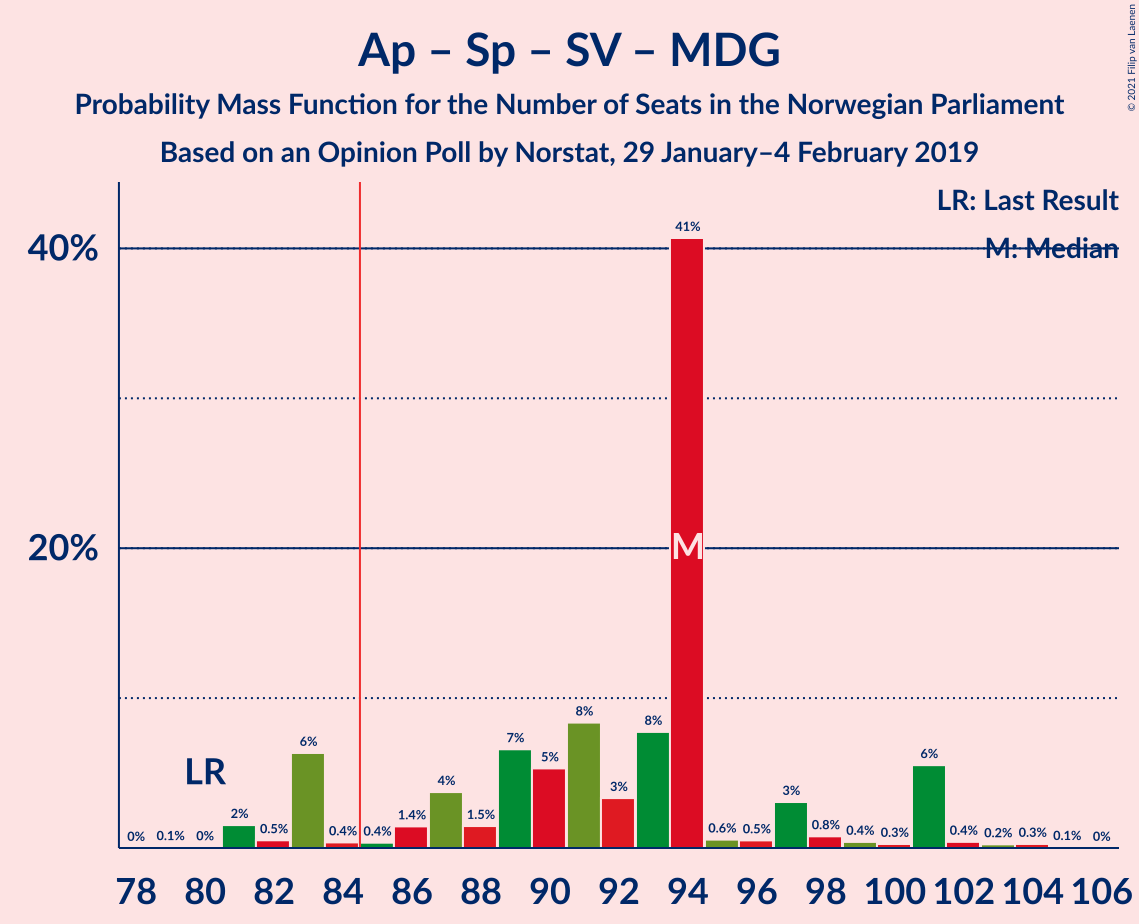 Ap – Sp – SV – MDG
Probability Mass Function for the Number of Seats in the Norwegian Parliament
Based on an Opinion Poll by Norstat, 29 January–4 February 2019
© 2021 Filip van Laenen
LR: Last Result
M: Median
40%
20%
41%
M
LR
0% 0.1% 0% 2% 0.5% 6% 0.4% 0.4% 1.4% 4% 1.5% 7% 5% 8% 3% 8% 0.6% 0.5% 3% 0.8% 0.4% 0.3% 6% 0.4% 0.2% 0.3% 0.1% 0%
78 80 82 84 86 88 90 92 94 96 98 100 102 104 106